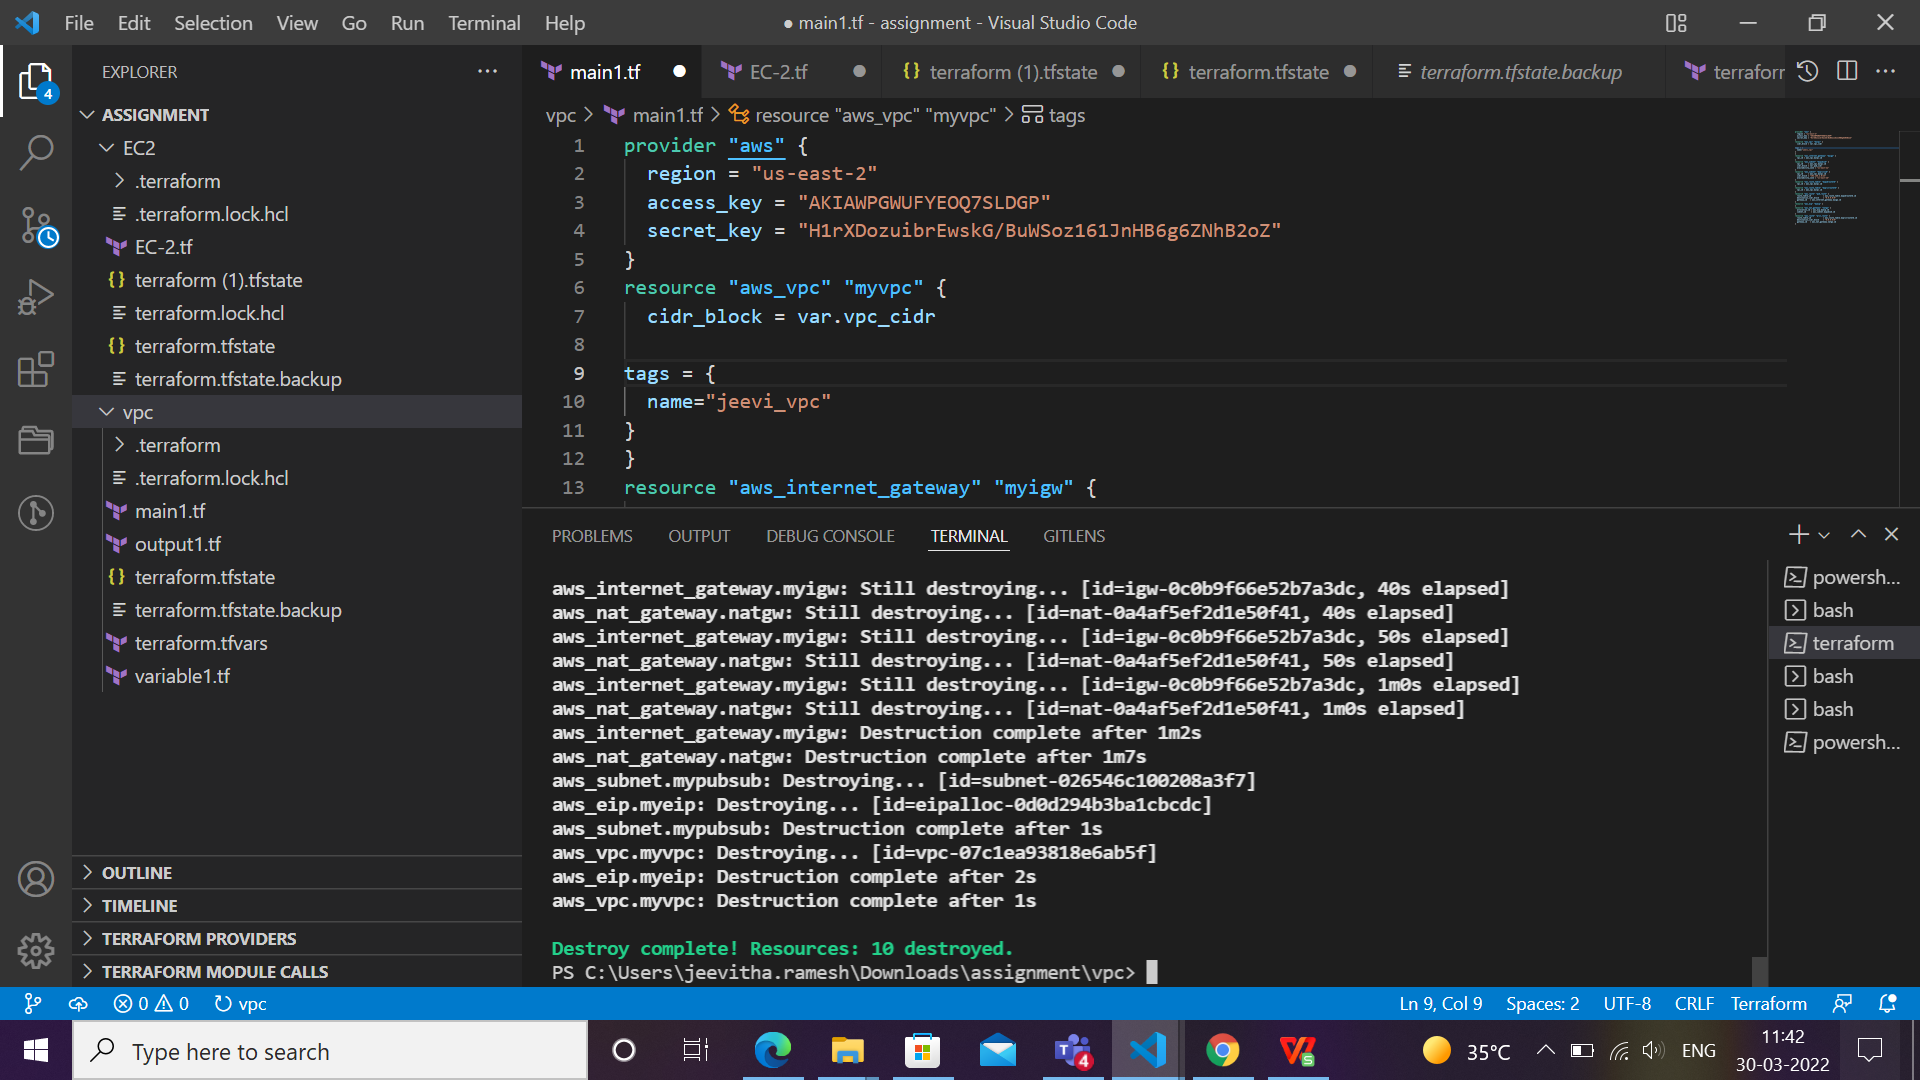 File Edit Selection View Go Run Terminal Help
● main1.tf - assignment - Visual Studio Code
EXPLORER
ASSIGNMENT
EC2
.terraform
.terraform.lock.hcl
EC-2.tf
terraform (1).tfstate
terraform.lock.hcl
terraform.tfstate
terraform.tfstate.backup
vpc
.terraform
.terraform.lock.hcl
main1.tf
output1.tf
terraform.tfstate
terraform.tfstate.backup
terraform.tfvars
variable1.tf
OUTLINE
TIMELINE
TERRAFORM PROVIDERS
TERRAFORM MODULE CALLS
4
main1.tf EC-2.tf terraform (1).tfstate terraform.tfstate terraform.tfstate.backup terrafor
vpc > main1.tf > resource "aws_vpc" "myvpc" > tags
1 provider "aws" {
2 region = "us-east-2"
3 access_key = "AKIAWPGWUFYEOQ7SLDGP"
4 secret_key = "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"
5 }
6 resource "aws_vpc" "myvpc" {
7 cidr_block = var.vpc_cidr
8
9 tags = {
10 name="jeevi_vpc"
11 }
12 }
13 resource "aws_internet_gateway" "myigw" {
PROBLEMS OUTPUT DEBUG CONSOLE TERMINAL GITLENS
aws_internet_gateway.myigw: Still destroying... [id=igw-0c0b9f66e52b7a3dc, 40s elapsed]
aws_nat_gateway.natgw: Still destroying... [id=nat-0a4af5ef2d1e50f41, 40s elapsed]
aws_internet_gateway.myigw: Still destroying... [id=igw-0c0b9f66e52b7a3dc, 50s elapsed]
aws_nat_gateway.natgw: Still destroying... [id=nat-0a4af5ef2d1e50f41, 50s elapsed]
aws_internet_gateway.myigw: Still destroying... [id=igw-0c0b9f66e52b7a3dc, 1m0s elapsed]
aws_nat_gateway.natgw: Still destroying... [id=nat-0a4af5ef2d1e50f41, 1m0s elapsed]
aws_internet_gateway.myigw: Destruction complete after 1m2s
aws_nat_gateway.natgw: Destruction complete after 1m7s
aws_subnet.mypubsub: Destroying... [id=subnet-026546c100208a3f7]
aws_eip.myeip: Destroying... [id=eipalloc-0d0d294b3ba1cbcdc]
aws_subnet.mypubsub: Destruction complete after 1s
aws_vpc.myvpc: Destroying... [id=vpc-07c1ea93818e6ab5f]
aws_eip.myeip: Destruction complete after 2s
aws_vpc.myvpc: Destruction complete after 1s
Destroy complete! Resources: 10 destroyed.
PS C:\Users\jeevitha.ramesh\Downloads\assignment\vpc>
powersh...
bash
terraform
bash
bash
powersh...
0 0 vpc
Ln 9, Col 9 Spaces: 2 UTF-8 CRLF Terraform
Type here to search
4
35°C
ENG
11:42
30-03-2022